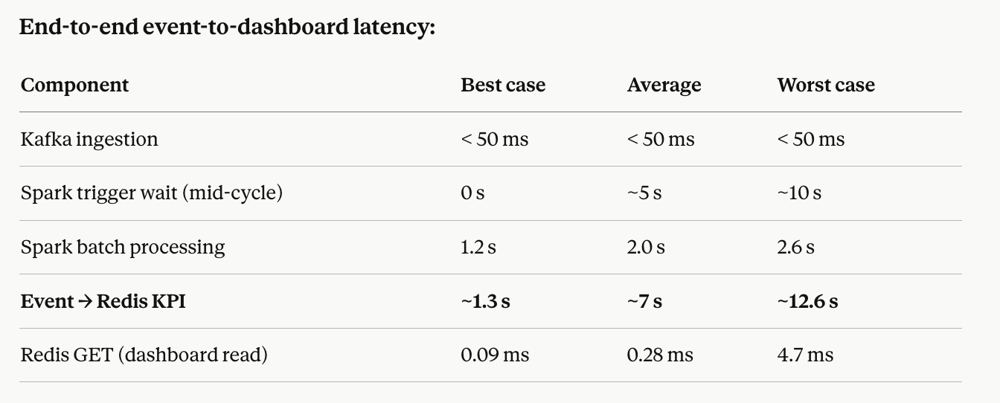 End-to-end event-to-dashboard latency:
Component Best case Average Worst case
Kafka ingestion < 50 ms < 50 ms < 50 ms
Spark trigger wait (mid-cycle) 0 s ~5 s ~10 s
Spark batch processing 1.2 s 2.0 s 2.6 s
Event → Redis KPI ~1.3 s ~7 s ~12.6 s
Redis GET (dashboard read) 0.09 ms 0.28 ms 4.7 ms